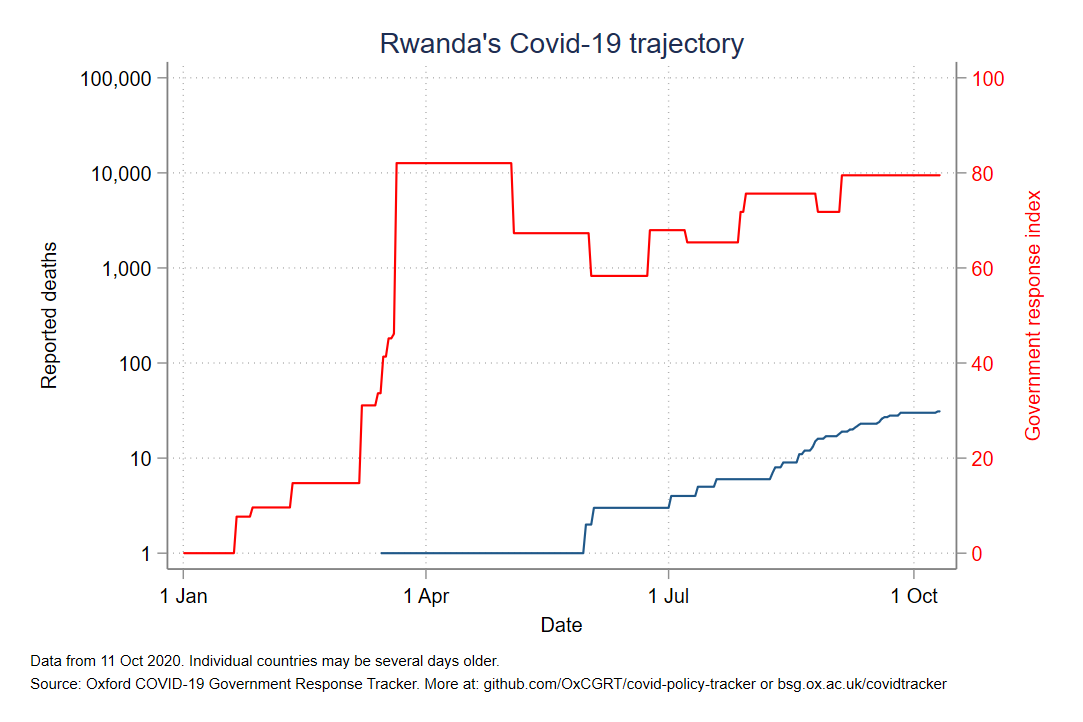 Rwanda's Covid-19 trajectory
100,000
10,000
1,000
100
10
1
Reported deaths
100
80
60
40
20
0
Government response index
1 Jan
1 Apr
1 Jul
1 Oct
Date
Data from 11 Oct 2020. Individual countries may be several days older.
Source: Oxford COVID-19 Government Response Tracker. More at: github.com/OxCGRT/covid-policy-tracker or bsg.ox.ac.uk/covidtracker